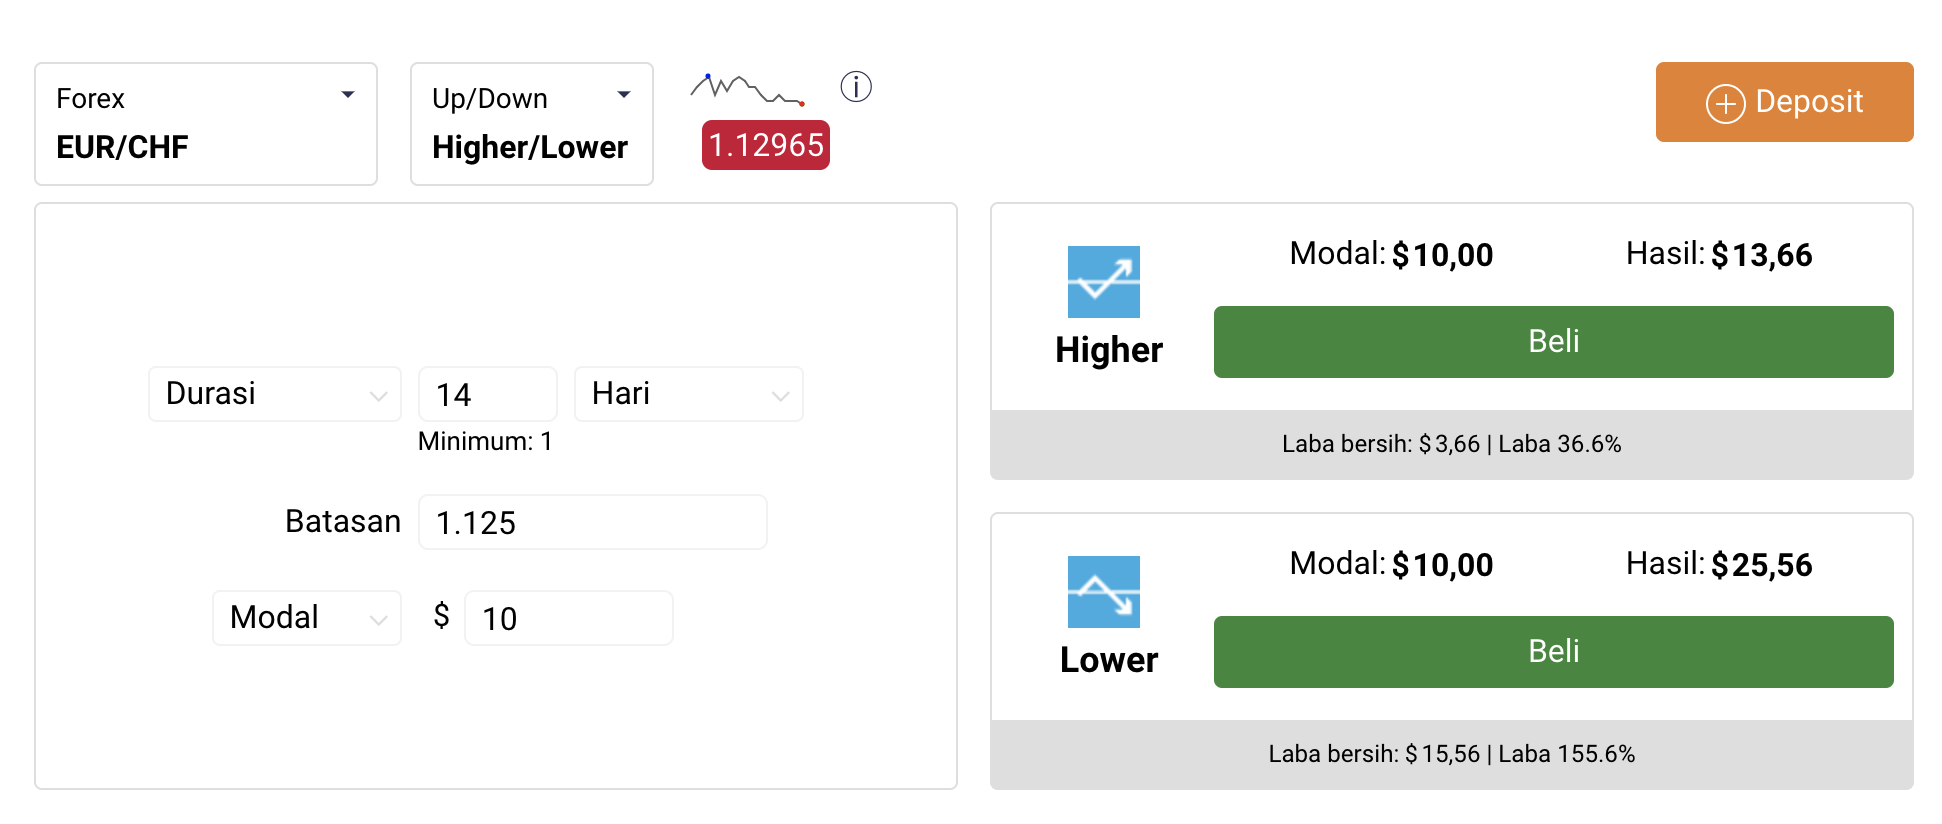 Forex
EUR/CHF
Up/Down
Higher/Lower
1.12965
Deposit
Durasi
14
Hari
Minimum: 1
Batasan
1.125
Modal
$
10
Modal: $10,00
Hasil: $13,66
Higher
Beli
Laba bersih: $3,66 | Laba 36.6%
Modal: $10,00
Hasil: $25,56
Lower
Beli
Laba bersih: $15,56 | Laba 155.6%